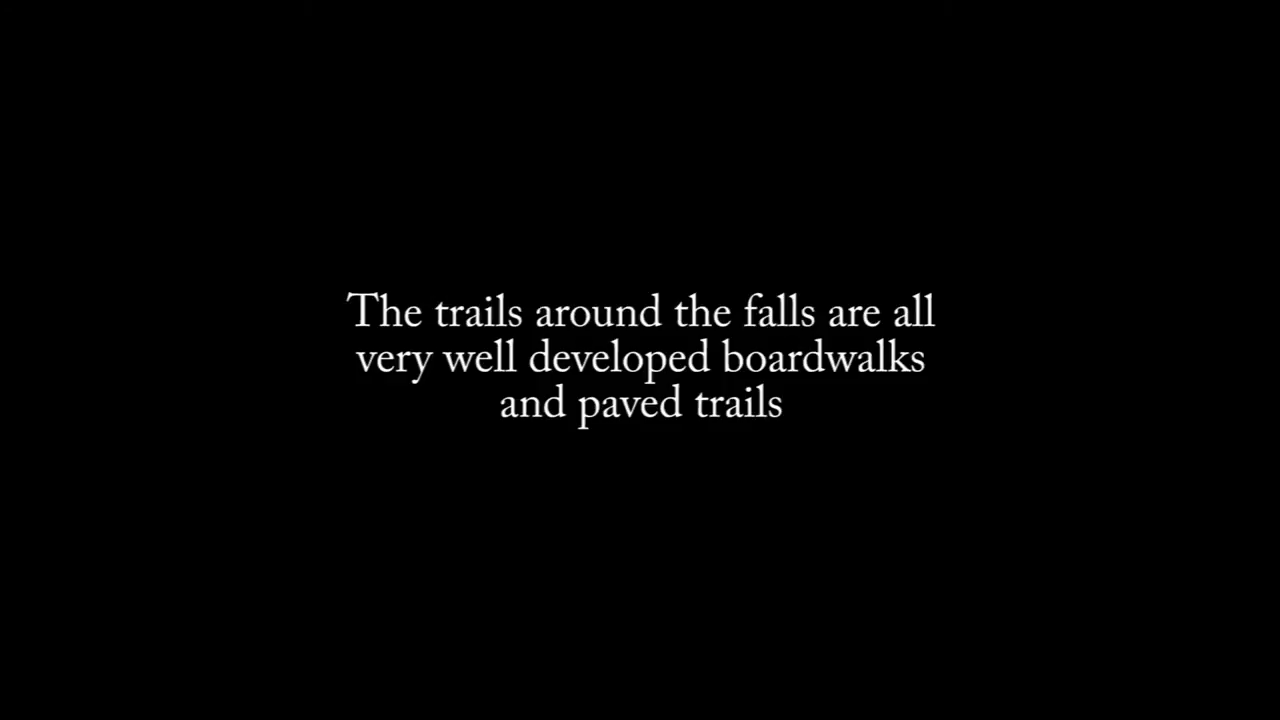 The trails around the falls are all
very well developed boardwalks
and paved trails